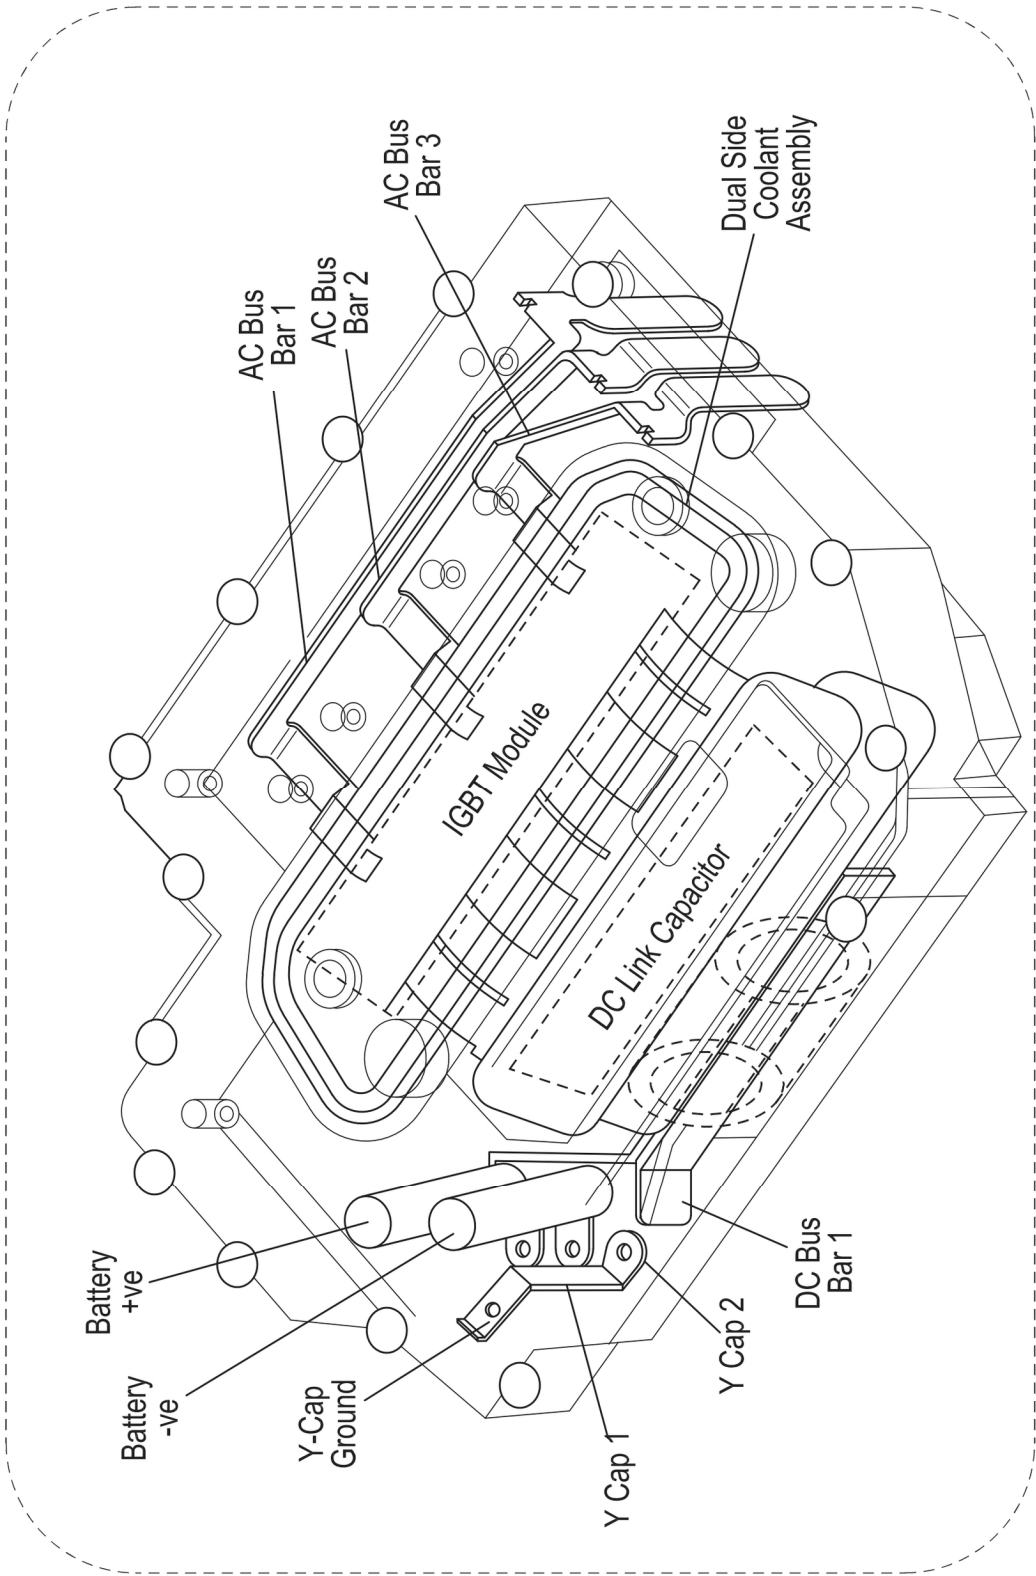 AC Bus
Bar 1
AC Bus
Bar 2
AC Bus
Bar 3
Dual Side
Coolant
Assembly
IGBT Module
DC Link Capacitor
Battery
+ve
Battery
-ve
Y-Cap
Ground
Y Cap 1
Y Cap 2
DC Bus
Bar 1